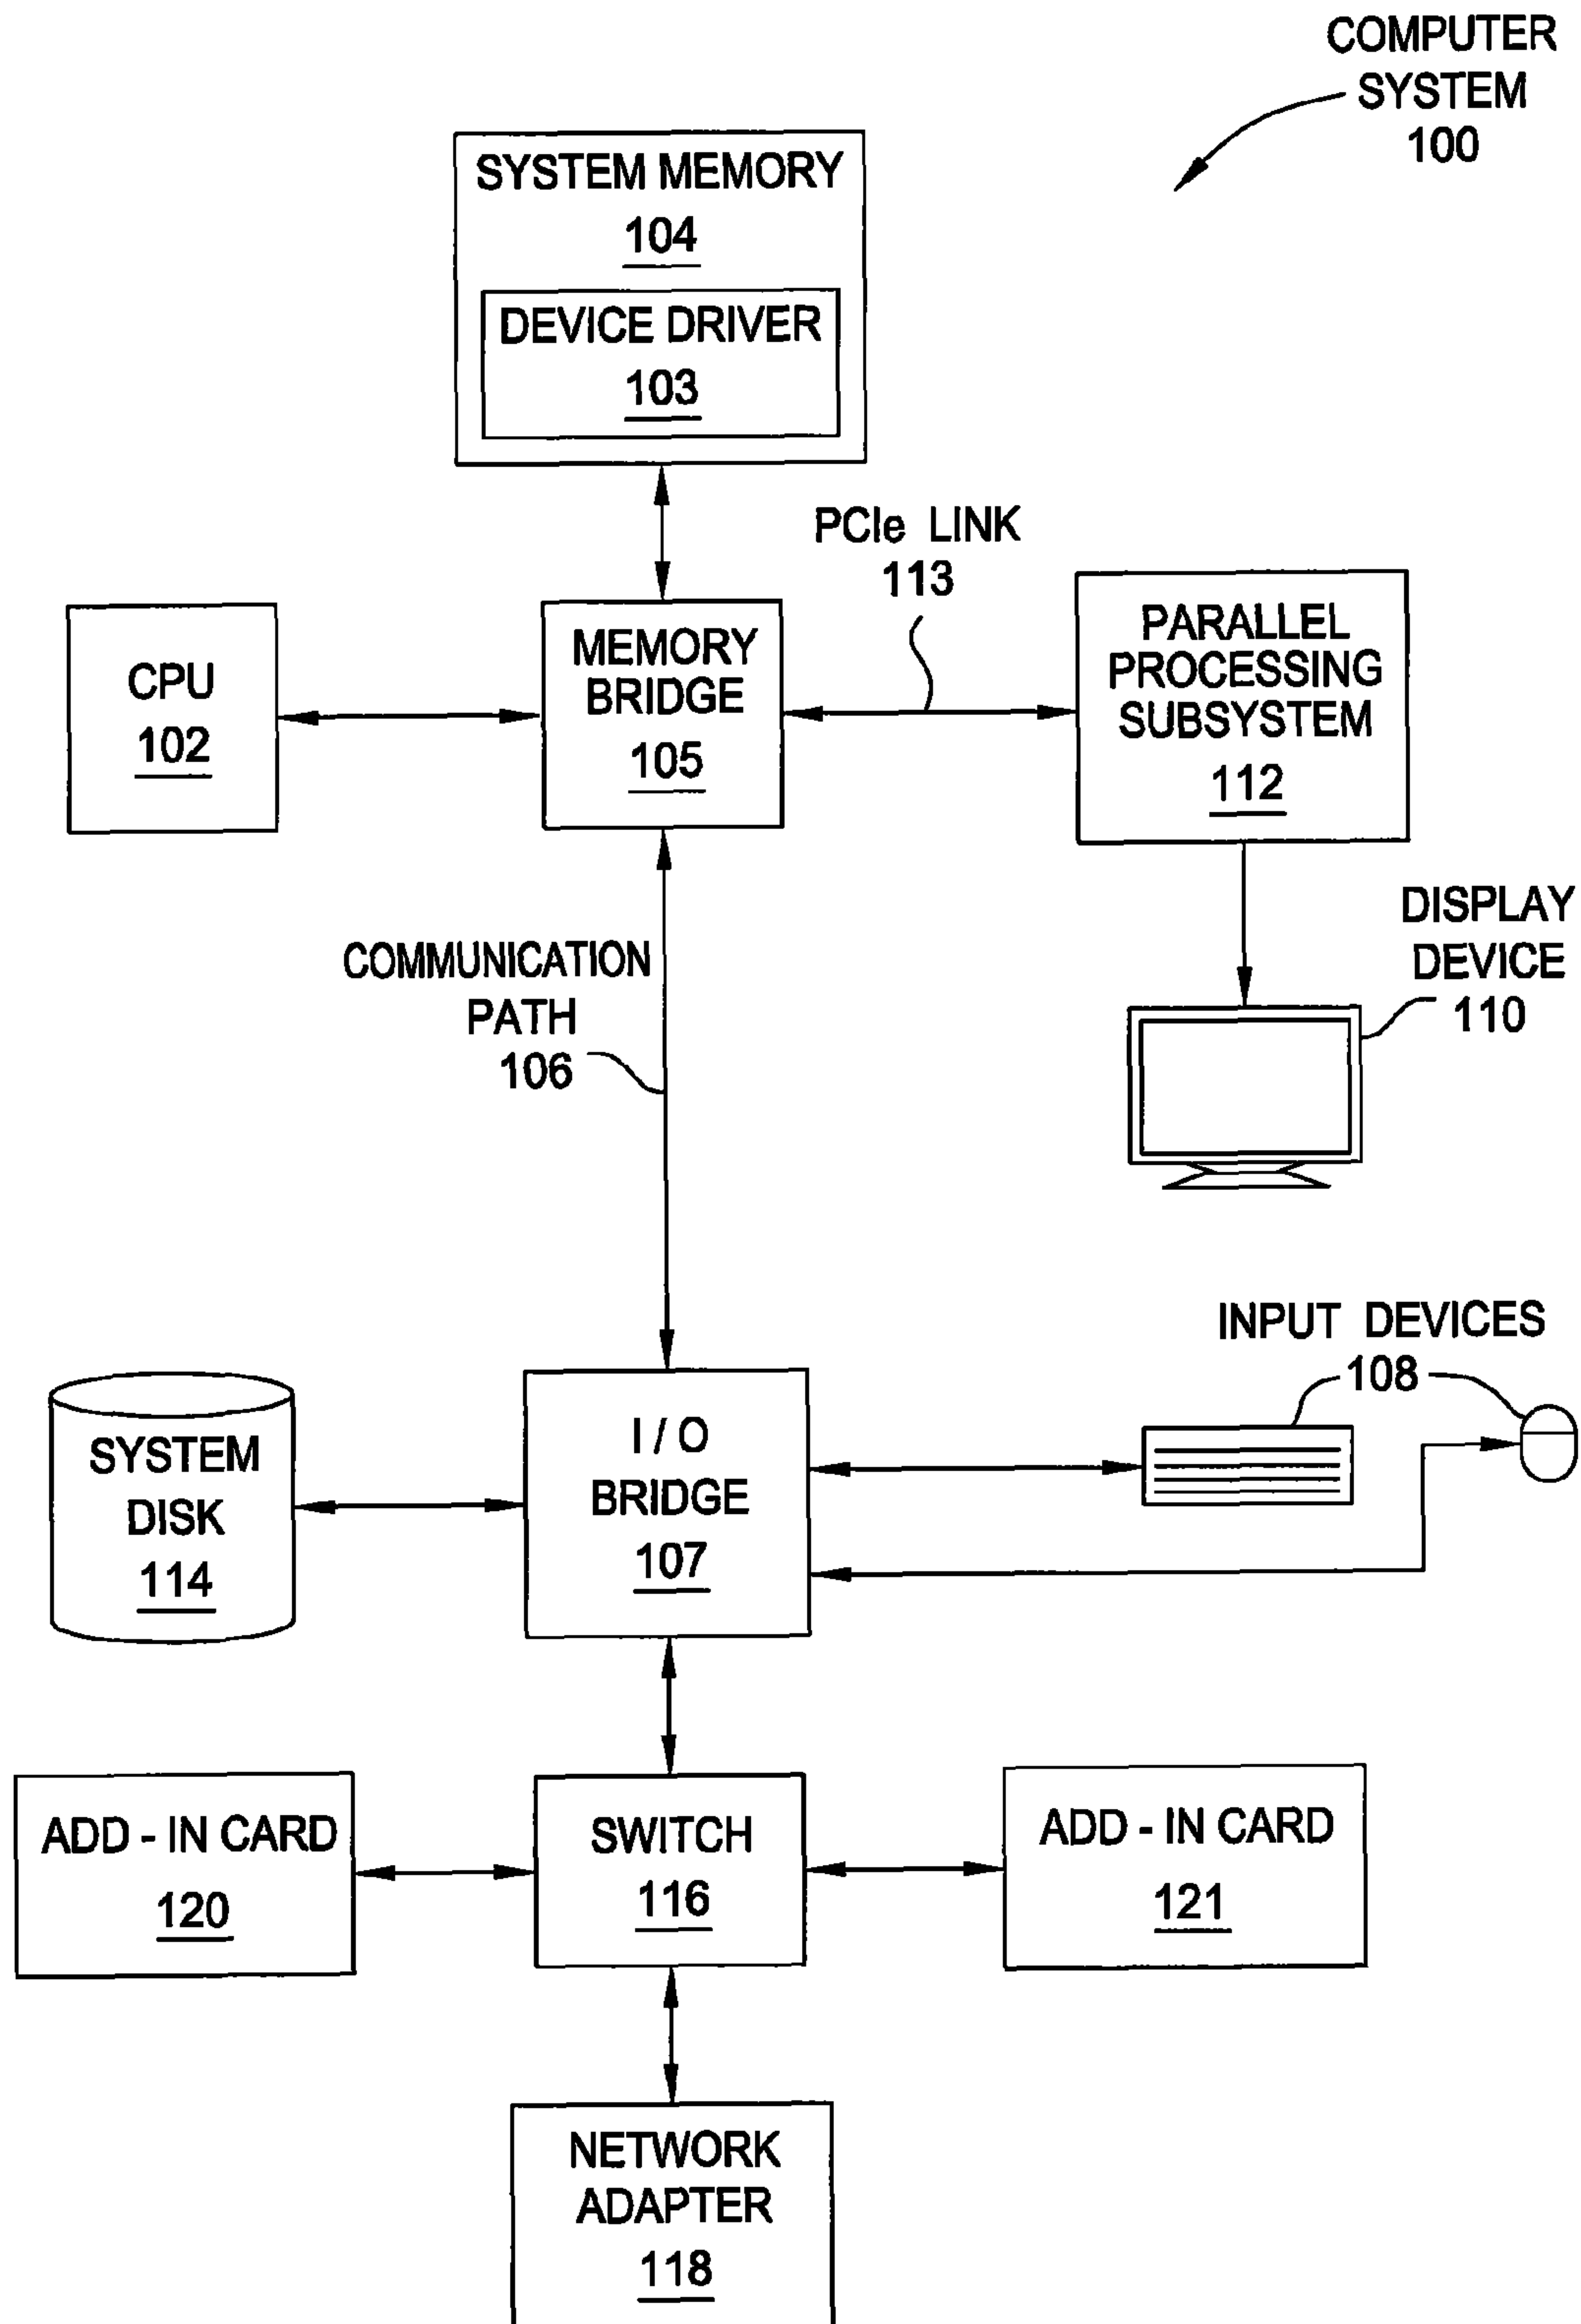 COMPUTER
SYSTEM
100
SYSTEM MEMORY
104
DEVICE DRIVER
103
PCIe LINK
113
CPU
102
MEMORY
BRIDGE
105
PARALLEL
PROCESSING
SUBSYSTEM
112
COMMUNICATION
PATH
106
DISPLAY
DEVICE
110
INPUT DEVICES
108
SYSTEM
DISK
114
I / O
BRIDGE
107
ADD - IN CARD
120
SWITCH
116
ADD - IN CARD
121
NETWORK
ADAPTER
118